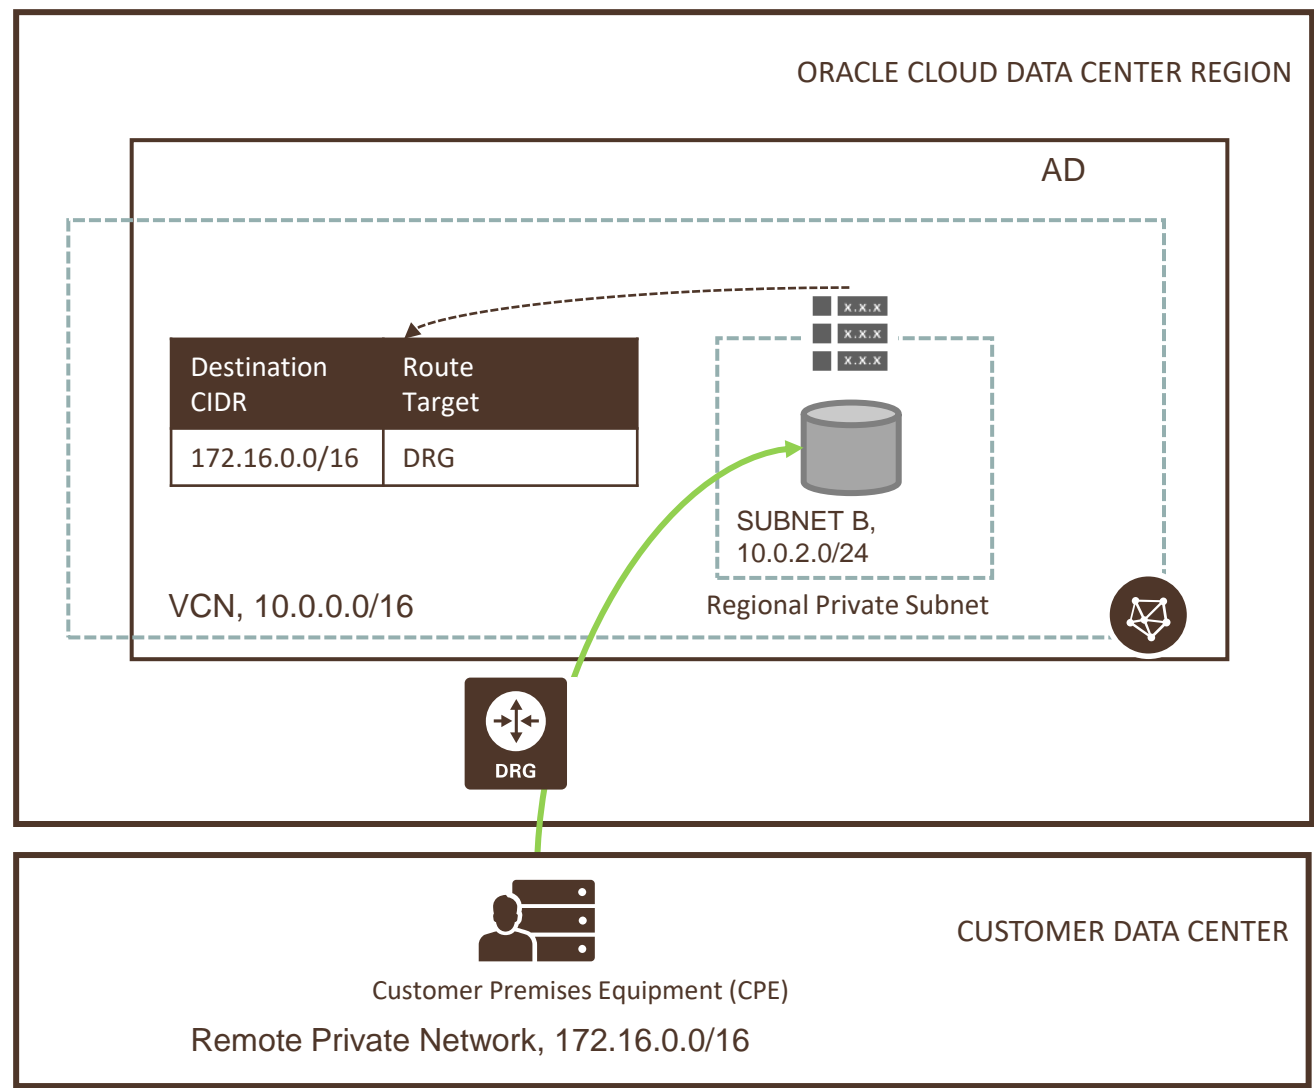 ORACLE CLOUD DATA CENTER REGION
AD
x.x.x
x.x.x
x.x.x
Destination
CIDR
Route
Target
172.16.0.0/16
DRG
SUBNET B,
10.0.2.0/24
VCN, 10.0.0.0/16
Regional Private Subnet
DRG
CUSTOMER DATA CENTER
Customer Premises Equipment (CPE)
Remote Private Network, 172.16.0.0/16